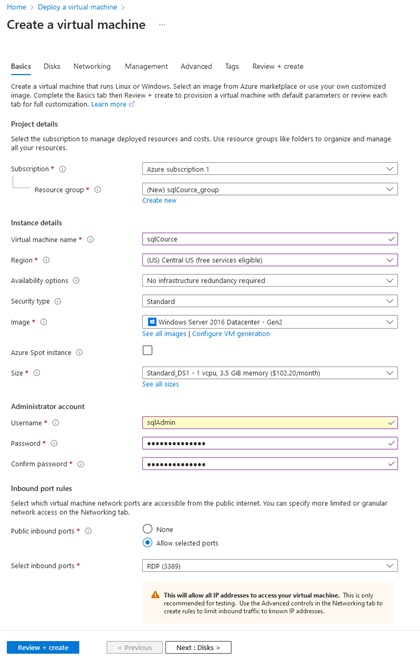 Home > Deploy a virtual machine >
Create a virtual machine ...
Basics Disks Networking Management Advanced Tags Review + create
Create a virtual machine that runs Linux or Windows. Select an image from Azure marketplace or use your own customized
image. Complete the Basics tab then Review + create to provision a virtual machine with default parameters or review each
tab for full customization. Learn more
Project details
Select the subscription to manage deployed resources and costs. Use resource groups like folders to organize and manage
all your resources.
Subscription * Azure subscription 1
Resource group * (New) sqlCource_group
Create new
Instance details
Virtual machine name * sqlCource
Region * (US) Central US (free services eligible)
Availability options No infrastructure redundancy required
Security type Standard
Image * Windows Server 2016 Datacenter - Gen2
See all images | Configure VM generation
Azure Spot instance
Size * Standard_DS1 - 1 vcpu, 3.5 GiB memory ($102.20/month)
See all sizes
Administrator account
Username * sqlAdmin
Password * ••••••••••••••
Confirm password * ••••••••••••••
Inbound port rules
Select which virtual machine network ports are accessible from the public internet. You can specify more limited or granular
network access on the Networking tab.
Public inbound ports * None
Allow selected ports
Select inbound ports * RDP (3389)
This will allow all IP addresses to access your virtual machine. This is only
recommended for testing. Use the Advanced controls in the Networking tab to
create rules to limit inbound traffic to known IP addresses.
Review + create < Previous Next : Disks >